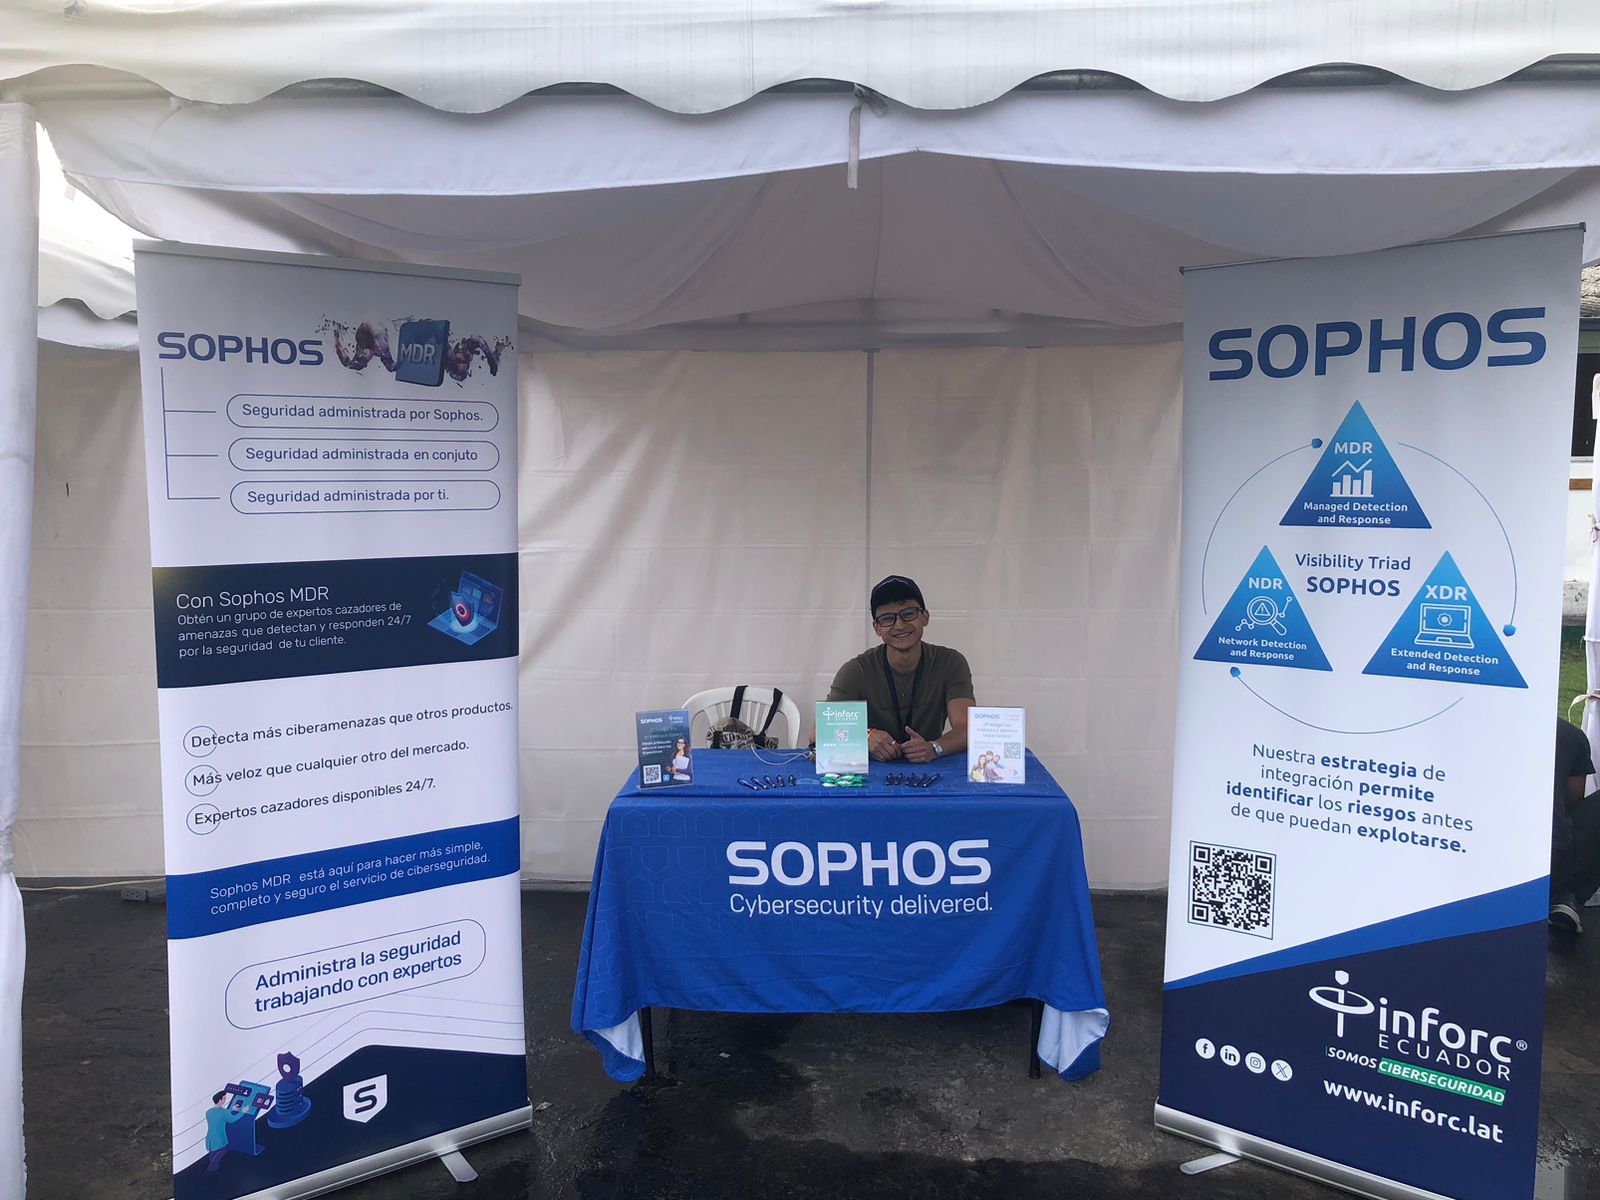 SOPHOS MDR
Seguridad administrada por Sophos.
Seguridad administrada en conjuto
Seguridad administrada por ti.
Con Sophos MDR
Obtén un grupo de expertos cazadores de
amenazas que detectan y responden 24/7
por la seguridad de tu cliente.
Detecta más ciberamenazas que otros productos.
Más veloz que cualquier otro del mercado.
Expertos cazadores disponibles 24/7.
Sophos MDR está aquí para hacer más simple,
completo y seguro el servicio de ciberseguridad.
Administra la seguridad
trabajando con expertos
S
SOPHOS
inforc
ECUADOR
SOPHOS
SOPHOS
Cybersecurity delivered.
SOPHOS
MDR
Managed Detection
and Response
Visibility Triad
SOPHOS
NDR
Network Detection
and Response
XDR
Extended Detection
and Response
Nuestra estrategia de
integración permite
identificar los riesgos antes
de que puedan explotarse.
inforc®
ECUADOR
SOMOS CIBERSEGURIDAD
www.inforc.lat